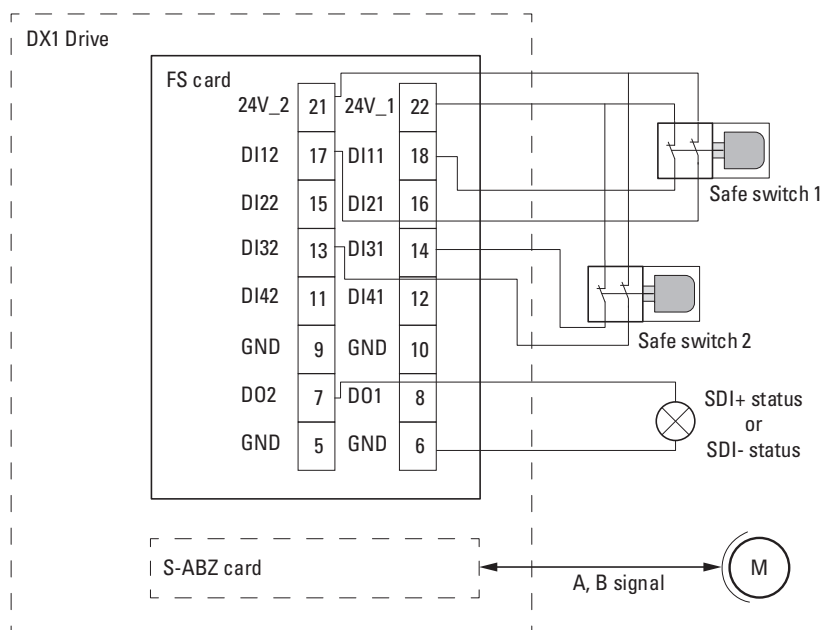 DX1 Drive
FS card
24V_2 21 24V_1 22
DI12 17 DI11 18
DI22 15 DI21 16
DI32 13 DI31 14
DI42 11 DI41 12
GND 9 GND 10
DO2 7 DO1 8
GND 5 GND 6
Safe switch 1
Safe switch 2
SDI+ status
or
SDI- status
S-ABZ card
A, B signal
M